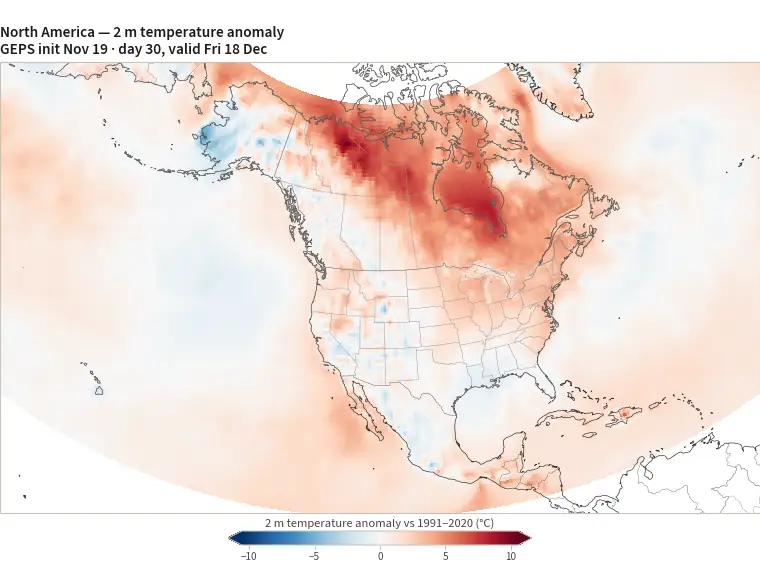 North America — 2 m temperature anomaly
GEPS init Nov 19 · day 30, valid Fri 18 Dec
2 m temperature anomaly vs 1991–2020 (°C)
−10 −5 0 5 10